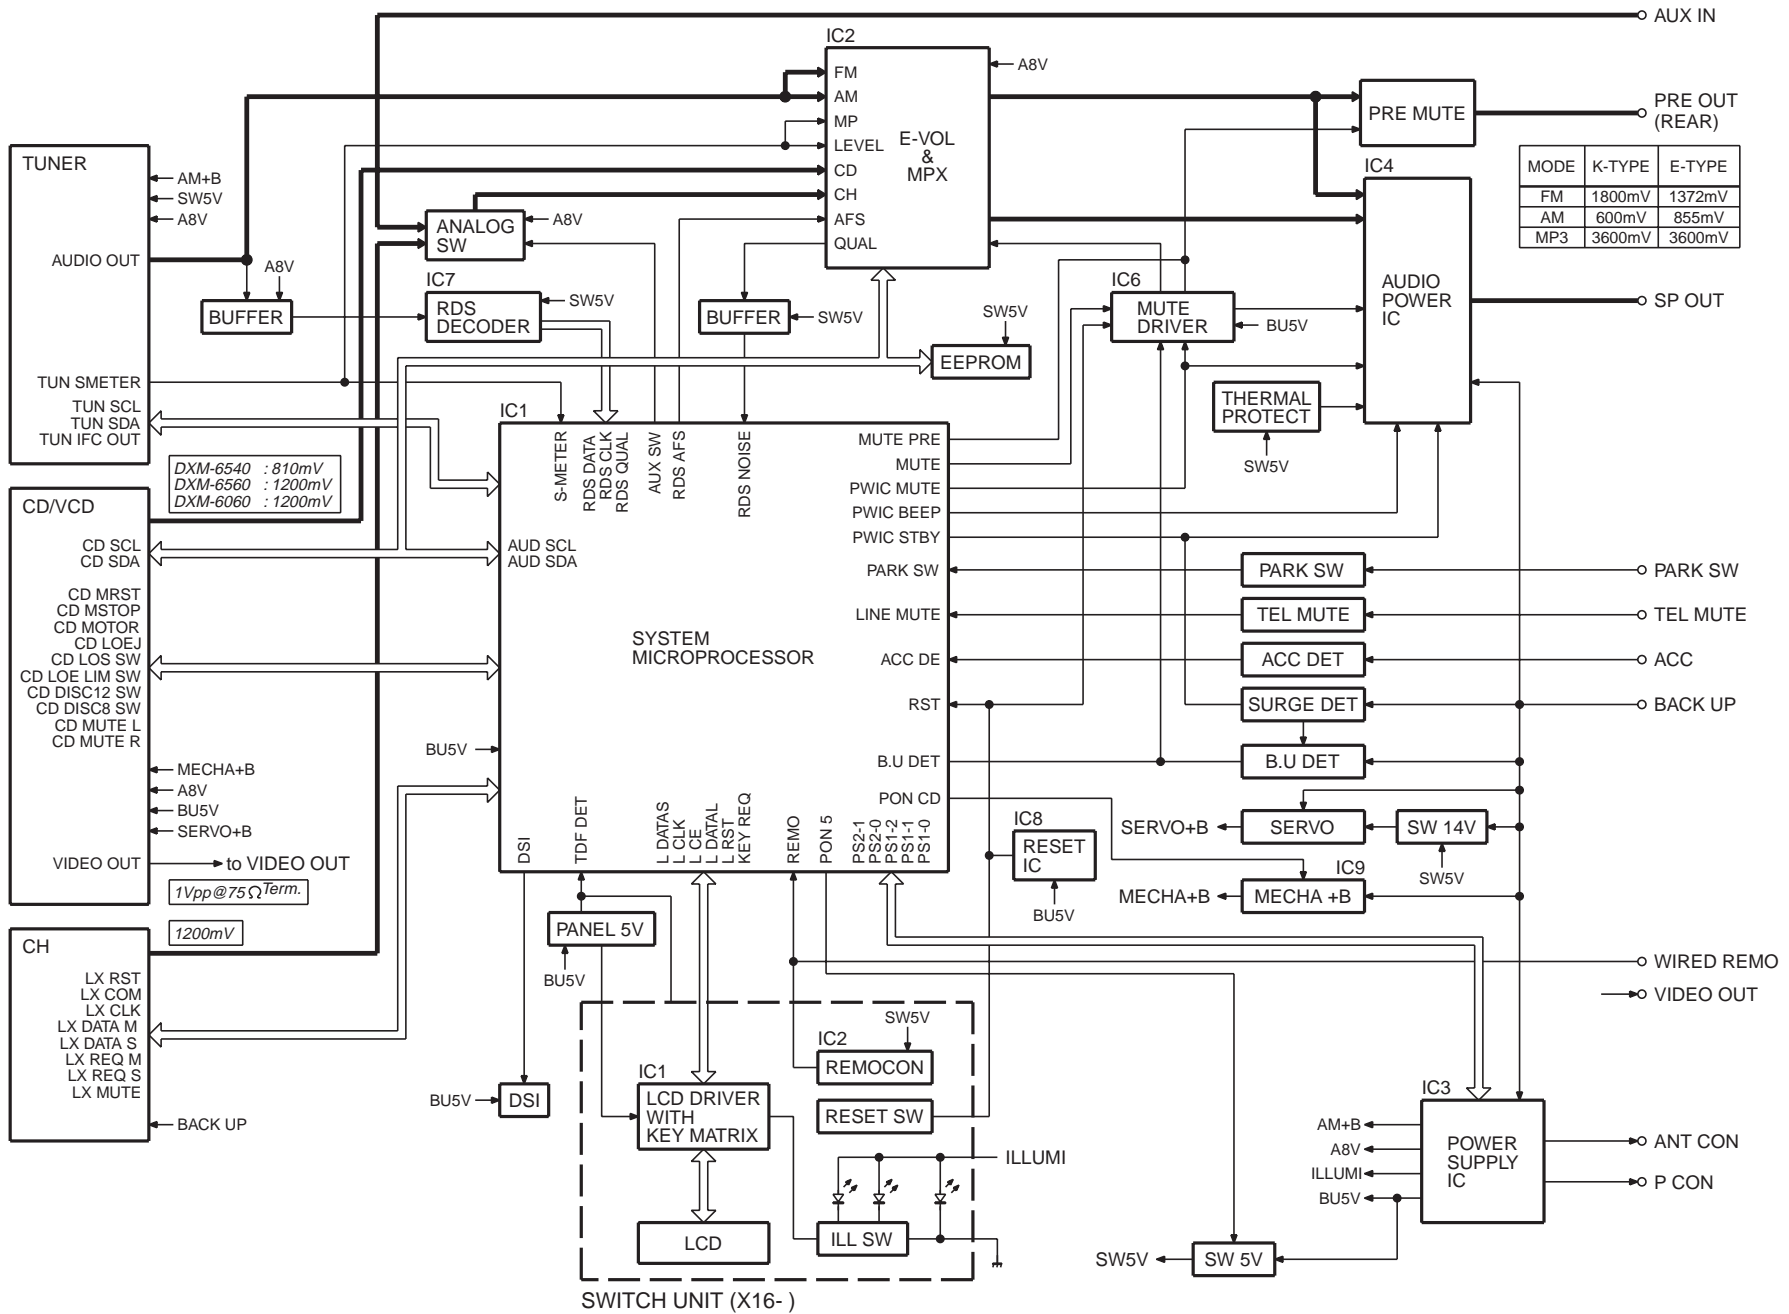 AUX IN
IC2
FM
AM
MP
LEVEL
CD
CH
AFS
QUAL
E-VOL
&
MPX
A8V
PRE MUTE
PRE OUT
(REAR)
MODE K-TYPE E-TYPE
FM 1800mV 1372mV
AM 600mV 855mV
MP3 3600mV 3600mV
TUNER
AM+B
SW5V
A8V
AUDIO OUT
TUN SMETER
TUN SCL
TUN SDA
TUN IFC OUT
A8V
BUFFER
ANALOG
SW
A8V
IC7
RDS
DECODER
SW5V
BUFFER
SW5V
SW5V
EEPROM
IC6
MUTE
DRIVER
BU5V
IC4
AUDIO
POWER
IC
SP OUT
THERMAL
PROTECT
SW5V
DXM-6540 : 810mV
DXM-6560 : 1200mV
DXM-6060 : 1200mV
CD/VCD
CD SCL
CD SDA
CD MRST
CD MSTOP
CD MOTOR
CD LOEJ
CD LOS SW
CD LOE LIM SW
CD DISC12 SW
CD DISC8 SW
CD MUTE L
CD MUTE R
MECHA+B
A8V
BU5V
SERVO+B
VIDEO OUT
to VIDEO OUT
1Vpp@75Ω Term.
1200mV
CH
LX RST
LX COM
LX CLK
LX DATA M
LX DATA S
LX REQ M
LX REQ S
LX MUTE
BACK UP
IC1
S-METER
RDS DATA
RDS CLK
RDS QUAL
AUX SW
RDS AFS
RDS NOISE
AUD SCL
AUD SDA
SYSTEM
MICROPROCESSOR
BU5V
MUTE PRE
MUTE
PWIC MUTE
PWIC BEEP
PWIC STBY
PARK SW
LINE MUTE
ACC DE
RST
B.U DET
PON CD
DSI
TDF DET
L DATAS
L CLK
L CE
L DATAL
L RST
KEY REQ
REMO
PON 5
PS2-1
PS2-0
PS1-2
PS1-1
PS1-0
PARK SW
PARK SW
TEL MUTE
TEL MUTE
ACC DET
ACC
SURGE DET
BACK UP
B.U DET
SERVO+B
SERVO
SW 14V
SW5V
IC8
RESET
IC
BU5V
IC9
MECHA+B
MECHA +B
PANEL 5V
BU5V
WIRED REMO
VIDEO OUT
BU5V
DSI
SW5V
IC2
REMOCON
IC1
LCD DRIVER
WITH
KEY MATRIX
RESET SW
ILLUMI
LCD
ILL SW
SWITCH UNIT (X16- )
IC3
AM+B
A8V
ILLUMI
BU5V
POWER
SUPPLY
IC
ANT CON
P CON
SW5V
SW 5V